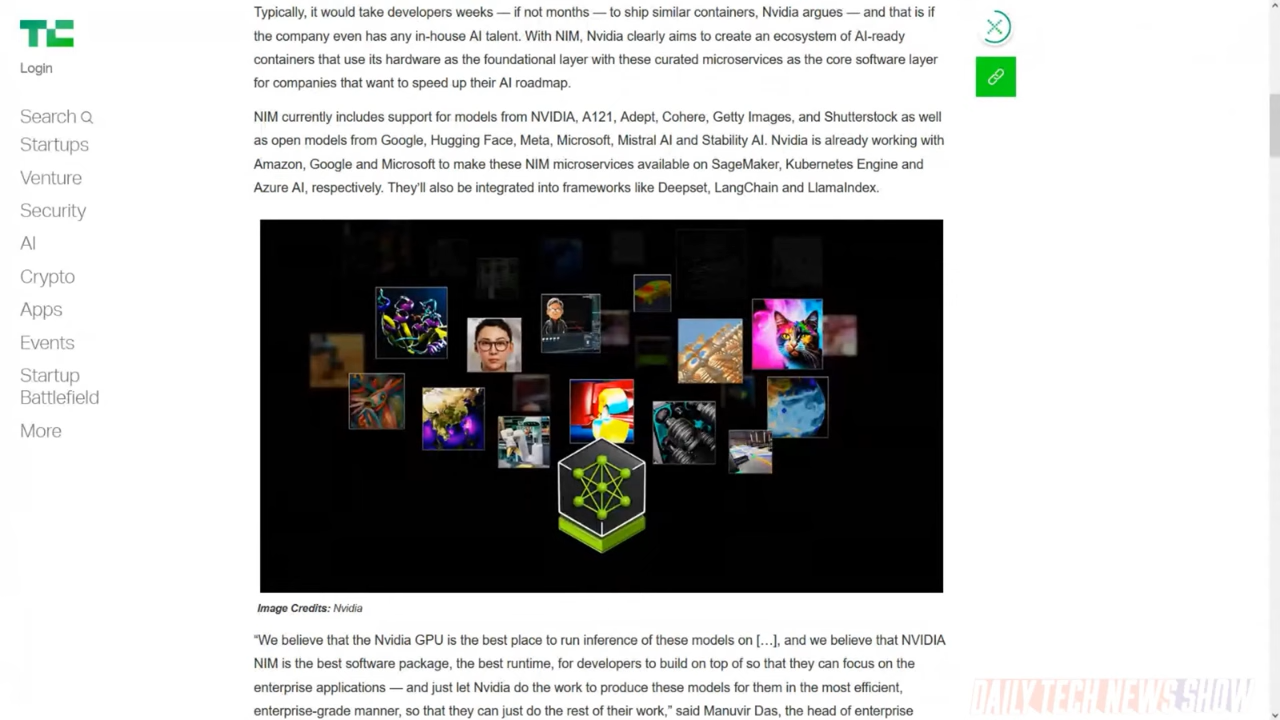 TC
Login
Search
Startups
Venture
Security
AI
Crypto
Apps
Events
Startup
Battlefield
More
Typically, it would take developers weeks — if not months — to ship similar containers, Nvidia argues — and that is if
the company even has any in-house AI talent. With NIM, Nvidia clearly aims to create an ecosystem of AI-ready
containers that use its hardware as the foundational layer with these curated microservices as the core software layer
for companies that want to speed up their AI roadmap.
NIM currently includes support for models from NVIDIA, A121, Adept, Cohere, Getty Images, and Shutterstock as well
as open models from Google, Hugging Face, Meta, Microsoft, Mistral AI and Stability AI. Nvidia is already working with
Amazon, Google and Microsoft to make these NIM microservices available on SageMaker, Kubernetes Engine and
Azure AI, respectively. They'll also be integrated into frameworks like Deepset, LangChain and LlamaIndex.
Image Credits: Nvidia
“We believe that the Nvidia GPU is the best place to run inference of these models on […], and we believe that NVIDIA
NIM is the best software package, the best runtime, for developers to build on top of so that they can focus on the
enterprise applications — and just let Nvidia do the work to produce these models for them in the most efficient,
enterprise-grade manner, so that they can just do the rest of their work,” said Manuvir Das, the head of enterprise
DAILY TECH NEWS SHOW